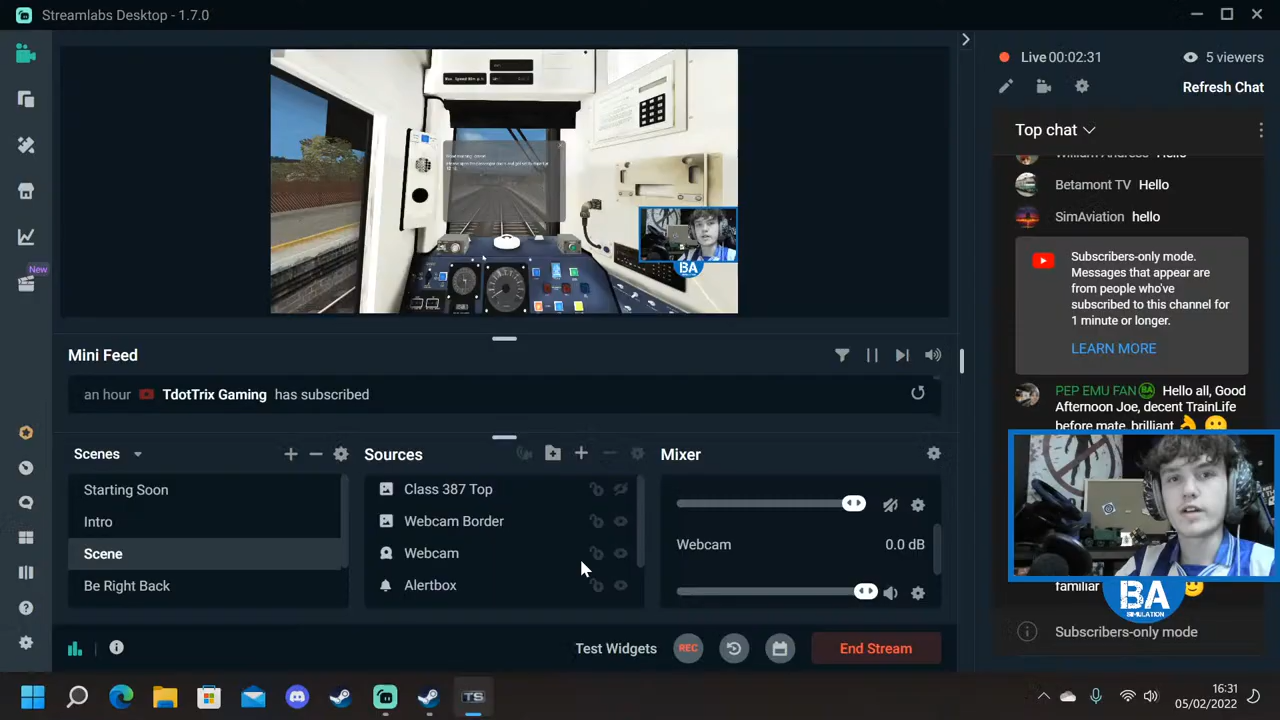 Streamlabs Desktop - 1.7.0
New
Live 00:02:31
5 viewers
Refresh Chat
Top chat
Betamont TV Hello
SimAviation hello
Subscribers-only mode.
Messages that appear are
from people who've
subscribed to this channel for
1 minute or longer.
LEARN MORE
PEP EMU FAN Hello all, Good
Afternoon Joe, decent TrainLife
before mate, brilliant
familiar
BA
SIMULATION
Subscribers-only mode
BA
Mini Feed
an hour TdotTrix Gaming has subscribed
Scenes
Starting Soon
Intro
Scene
Be Right Back
Sources
Class 387 Top
Webcam Border
Webcam
Alertbox
Mixer
Webcam 0.0 dB
Test Widgets
REC
End Stream
TS
16:31
05/02/2022